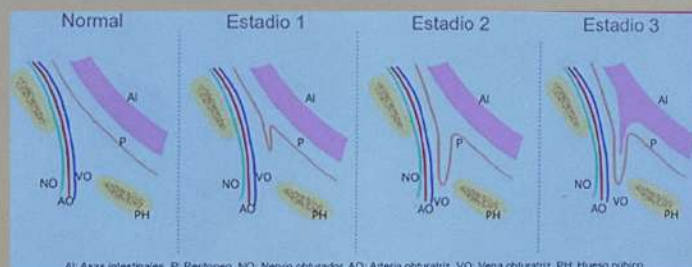 Normal
Estadio 1
Estadio 2
Estadio 3
AI
P
NO
VO
AO
PH
AI
P
NO
VO
AO
PH
AI
P
NO
VO
AO
PH
AI
P
NO
VO
AO
PH
AI: Asas intestinales, P: Peritoneo, NO: Nervio obturador, AO: Arteria obturatriz, VO: Vena obturatriz, PH: Hueso púbico